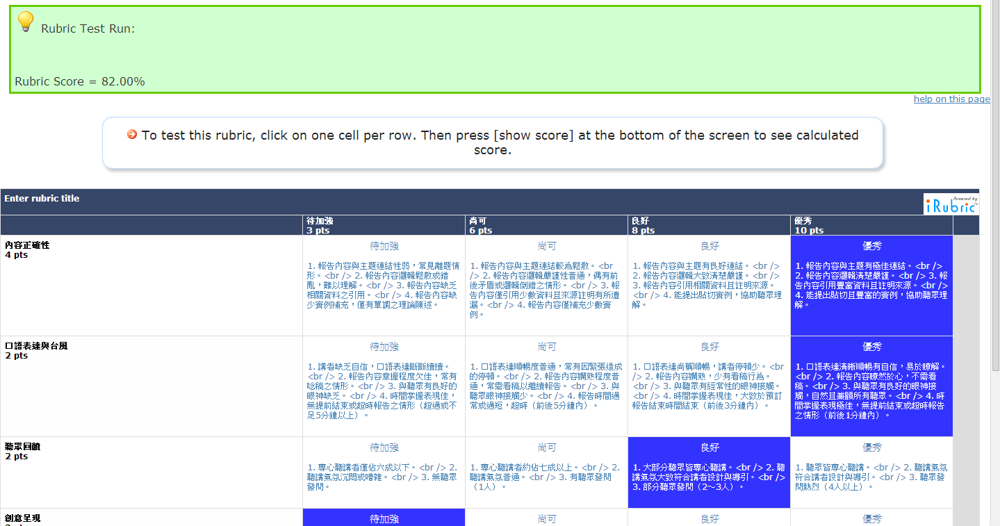 Rubric Test Run:
Rubric Score = 82.00%
help on this page
To test this rubric, click on one cell per row. Then press [show score] at the bottom of the screen to see calculated
score.
Enter rubric title
Powered by
iRubric™
待加強
3 pts
尚可
6 pts
良好
8 pts
優秀
10 pts
內容正確性
4 pts
待加強
1. 報告內容與主題連結性弱，常見離題情
形。<br /> 2. 報告內容邏輯鬆散或錯
亂，難以理解。<br /> 3. 報告內容缺乏
相關資料之引用。<br /> 4. 報告內容缺
少實例補充，僅有單調之理論陳述。
尚可
1. 報告內容與主題連結較為鬆散。<br
/> 2. 報告內容邏輯嚴謹性普通，偶有前
後矛盾或邏輯倒錯之情形。<br /> 3. 報
告內容僅引用少數資料且來源註明有所遺
漏。<br /> 4. 報告內容僅補充少數實
例。
良好
1. 報告內容與主題有良好連結。<br />
2. 報告內容邏輯大致清楚嚴謹。<br />
3. 報告內容引用相關資料且註明來源。
<br /> 4. 能提出貼切實例，協助聽眾理
解。
優秀
1. 報告內容與主題有極佳連結。<br />
2. 報告內容邏輯清楚嚴謹。<br /> 3. 報
告內容引用豐富資料且註明來源。<br />
4. 能提出貼切且豐富的實例，協助聽眾理
解。
口語表達與台風
2 pts
待加強
1. 講者缺乏自信，口語表達斷斷續續。
<br /> 2. 報告內容章握程度欠佳，常有
唸稿之情形。<br /> 3. 與聽眾有良好的
眼神缺乏。<br /> 4. 時間掌握表現佳，
無提前結束或超時報告之情形（超過或不
足5分鐘以上）。
尚可
1. 口語表達順暢度普通，常有因緊張造成
的停頓。<br /> 2. 報告內容嫻熟程度普
通，常需看稿以繼續報告。<br /> 3. 與
聽眾眼神接觸少。<br /> 4. 報告時間過
常或過短，超時（前後5分鐘內）。
良好
1. 口語表達尚稱順暢，講者停頓少。<br
/> 2. 報告內容嫻熟，少有看稿行為。
<br /> 3. 與聽眾有經常性的眼神接觸。
<br /> 4. 時間掌握表現佳，大致於預訂
報告結束時間結束（前後3分鐘內）。
優秀
1. 口語表達清晰順暢有自信，易於瞭解。
<br /> 2. 報告內容瞭然於心，不需看
稿。<br /> 3. 與聽眾有良好的眼神接
觸，自然且兼顧所有聽眾。<br /> 4. 時
間掌握表現極佳，無提前結束或超時報告
之情形（前後1分鐘內）。
聽眾回饋
2 pts
待加強
1. 專心聽講者僅佔六成以下。<br /> 2.
聽講氣氛沉悶或嘈雜。<br /> 3. 無聽眾
發問。
尚可
1. 專心聽講者約佔七成以上。<br /> 2.
聽講氣氛普通。<br /> 3. 有聽眾發問
（1人）。
良好
1. 大部分聽眾皆專心聽講。<br /> 2. 聽
講氣氛大致符合講者設計與導引。<br />
3. 部分聽眾發問（2～3人）。
優秀
1. 聽眾皆專心聽講。<br /> 2. 聽講氣氛
符合講者設計與導引。<br /> 3. 聽眾發
問熱烈（4人以上）。
創意呈現
待加強
尚可
良好
優秀